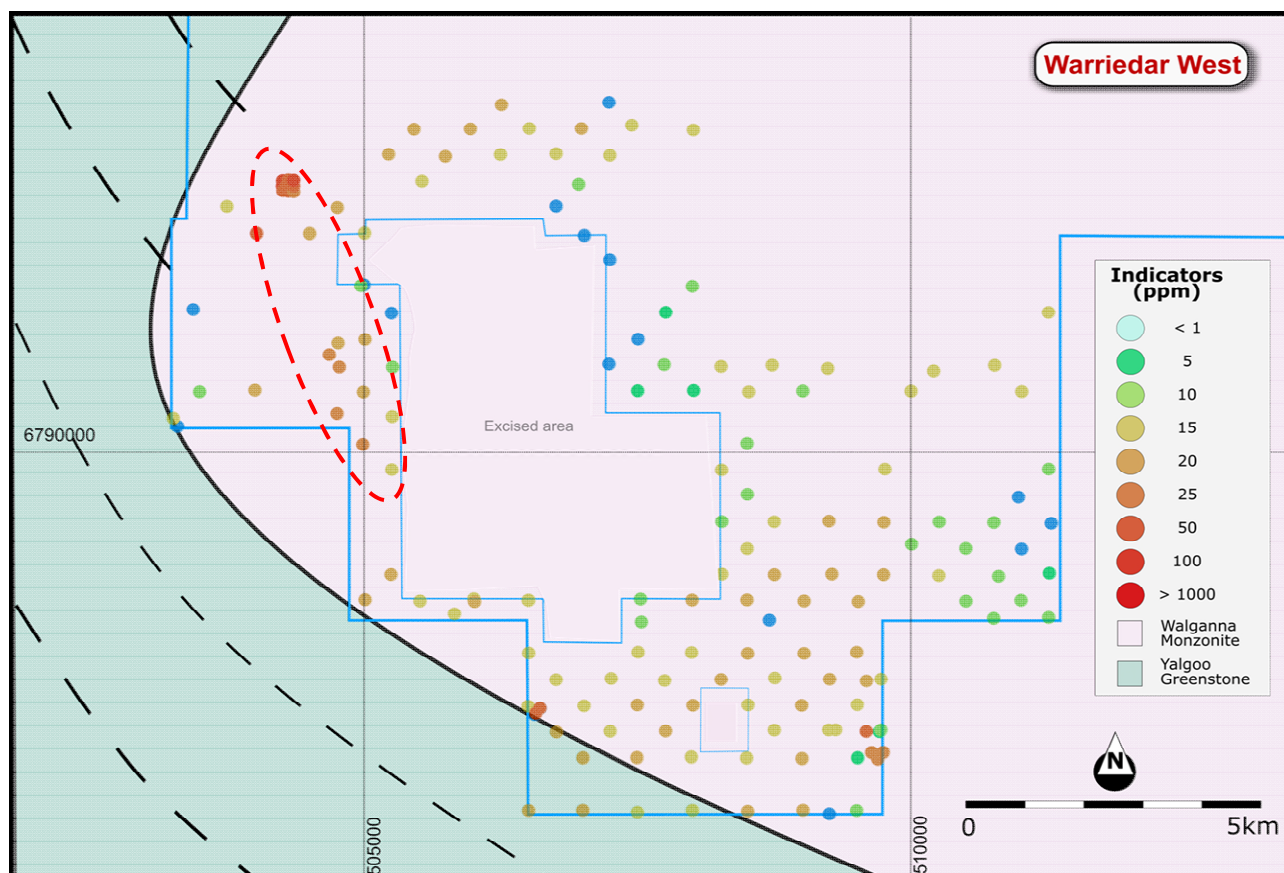 Warriedar West
Indicators
(ppm)
< 1
5
10
15
20
25
50
100
> 1000
Walganna
Monzonite
Yalgoo
Greenstone
Excised area
6790000
N
0
5km
505000
510000